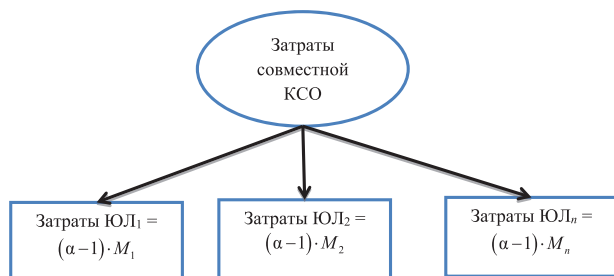 Затраты
совместной
КСО
Затраты ЮЛ₁ =
(α−1)·M₁
Затраты ЮЛ₂ =
(α−1)·M₂
Затраты ЮЛₙ =
(α−1)·Mₙ